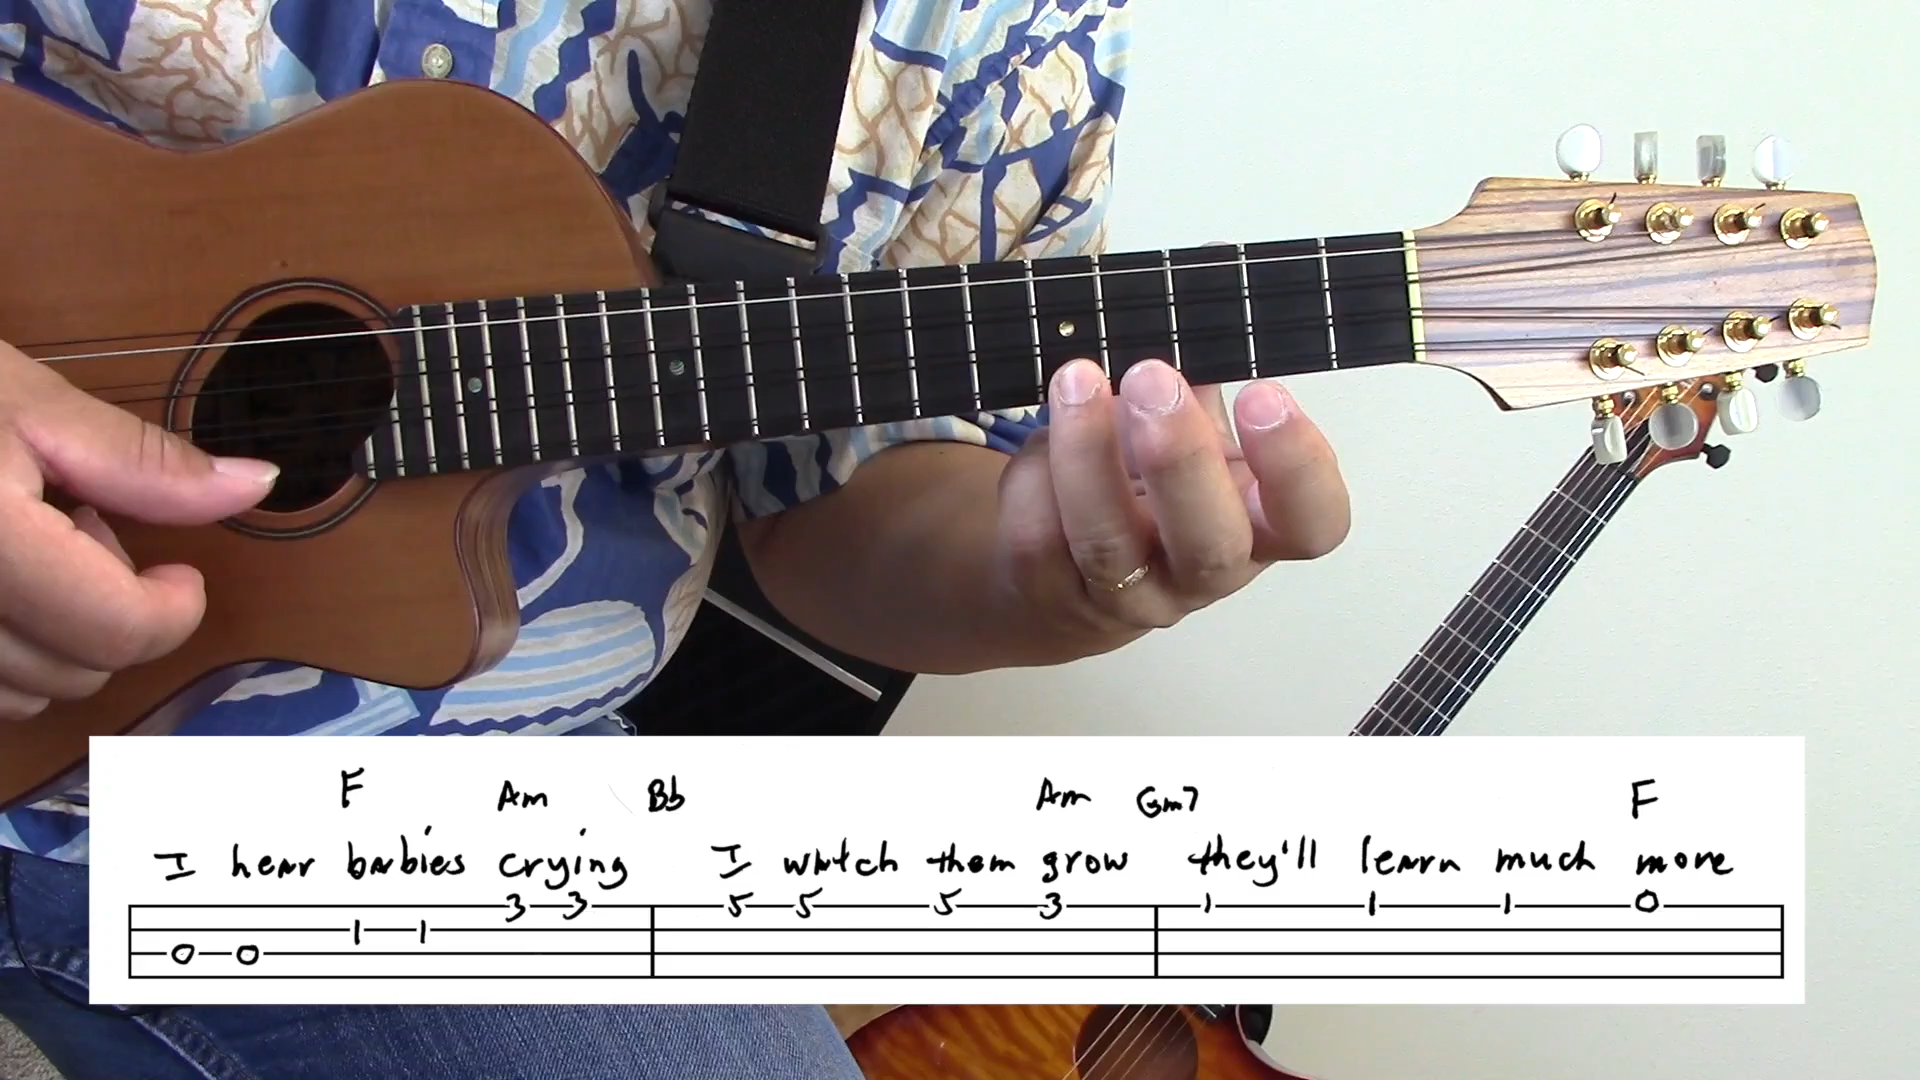 F Am Bb Am Gm7 F
I hear babies crying I watch them grow they'll learn much more
3 3 5 5 5 3 1 1 1 0
1 1
0 0